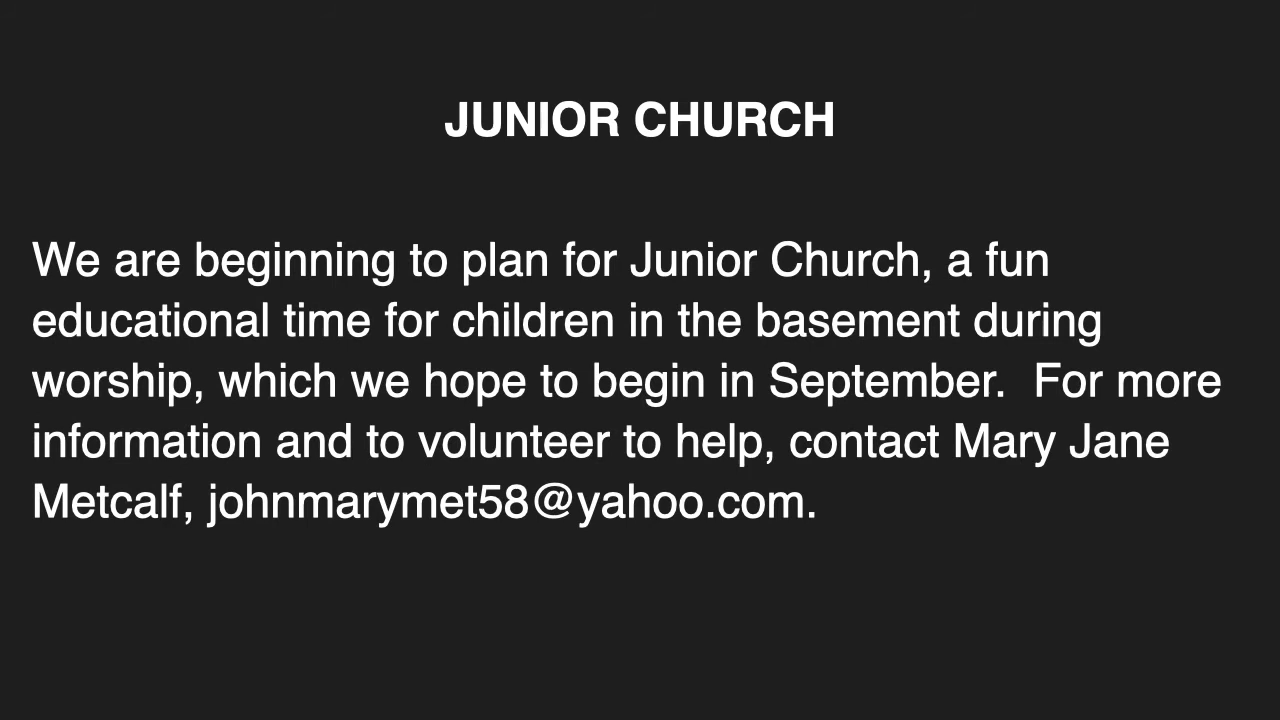 JUNIOR CHURCH
We are beginning to plan for Junior Church, a fun
educational time for children in the basement during
worship, which we hope to begin in September.  For more
information and to volunteer to help, contact Mary Jane
Metcalf, johnmarymet58@yahoo.com.